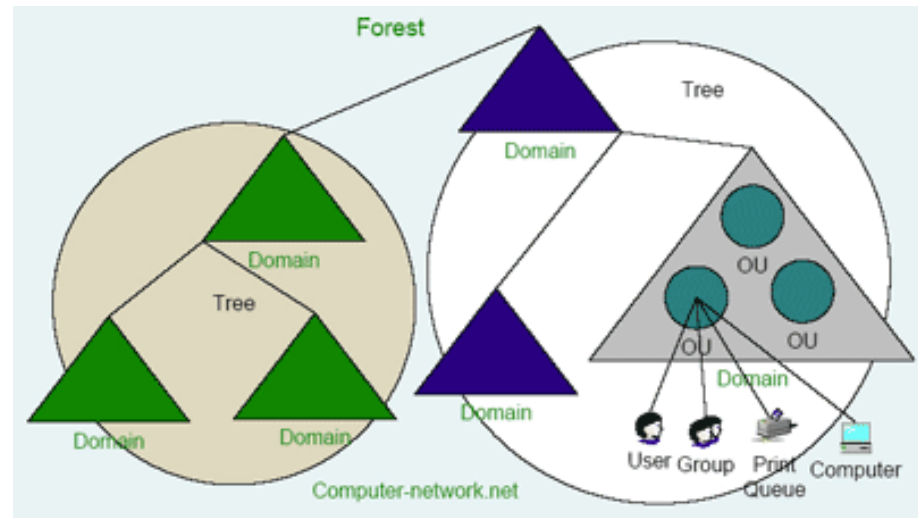 Forest
Tree
Domain
Domain
Tree
OU
OU
OU
Domain
Domain
Domain
Domain
User
Group
Print
Queue
Computer
Computer-network.net